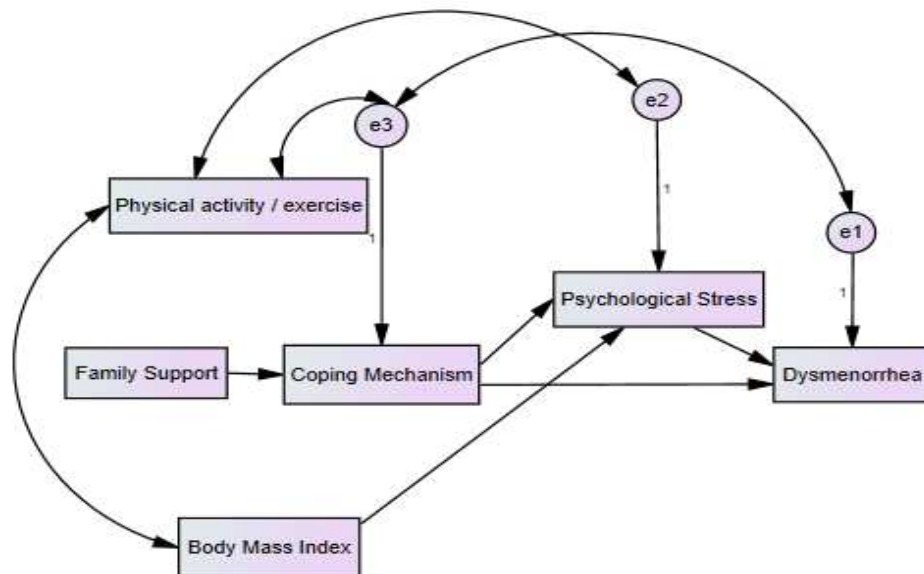 e2
e3
Physical activity / exercise
1
e1
1
Psychological Stress
1
Family Support
Coping Mechanism
Dysmenorrhea
Body Mass Index